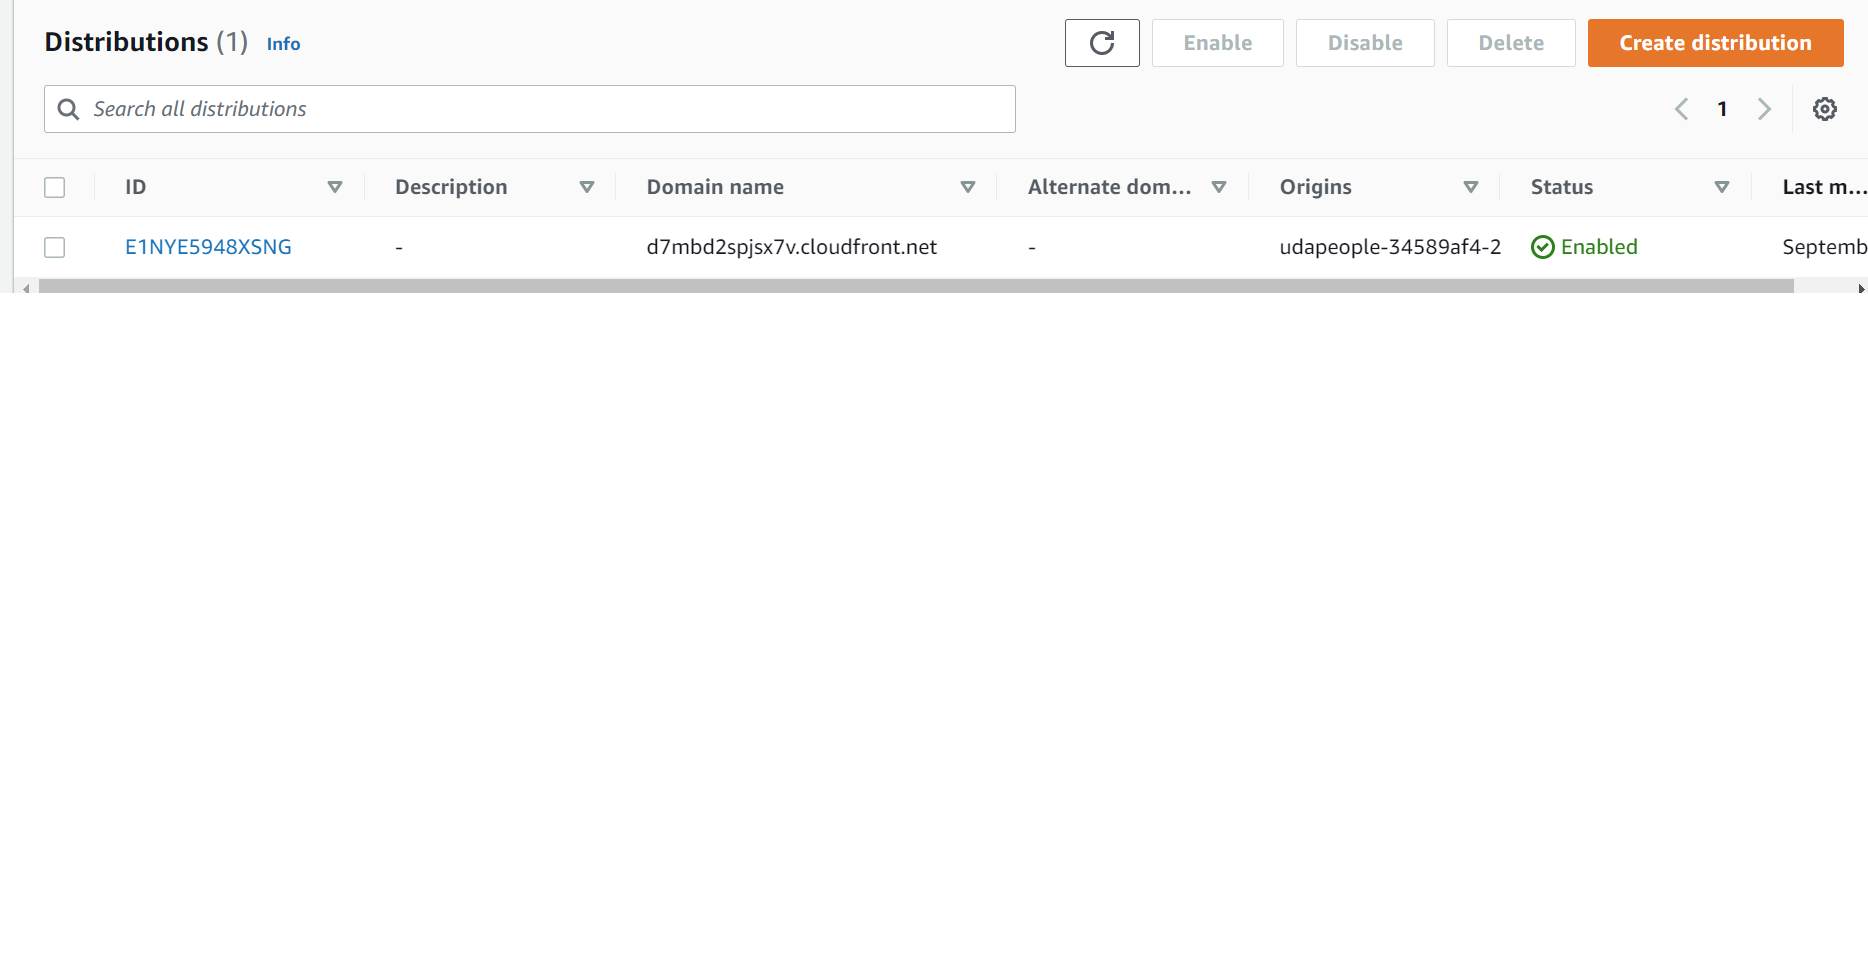 Distributions (1) Info
Enable
Disable
Delete
Create distribution
Search all distributions
1
ID Description Domain name Alternate dom... Origins Status Last m...
E1NYE5948XSNG - d7mbd2spjsx7v.cloudfront.net - udapeople-34589af4-2 Enabled Septemb